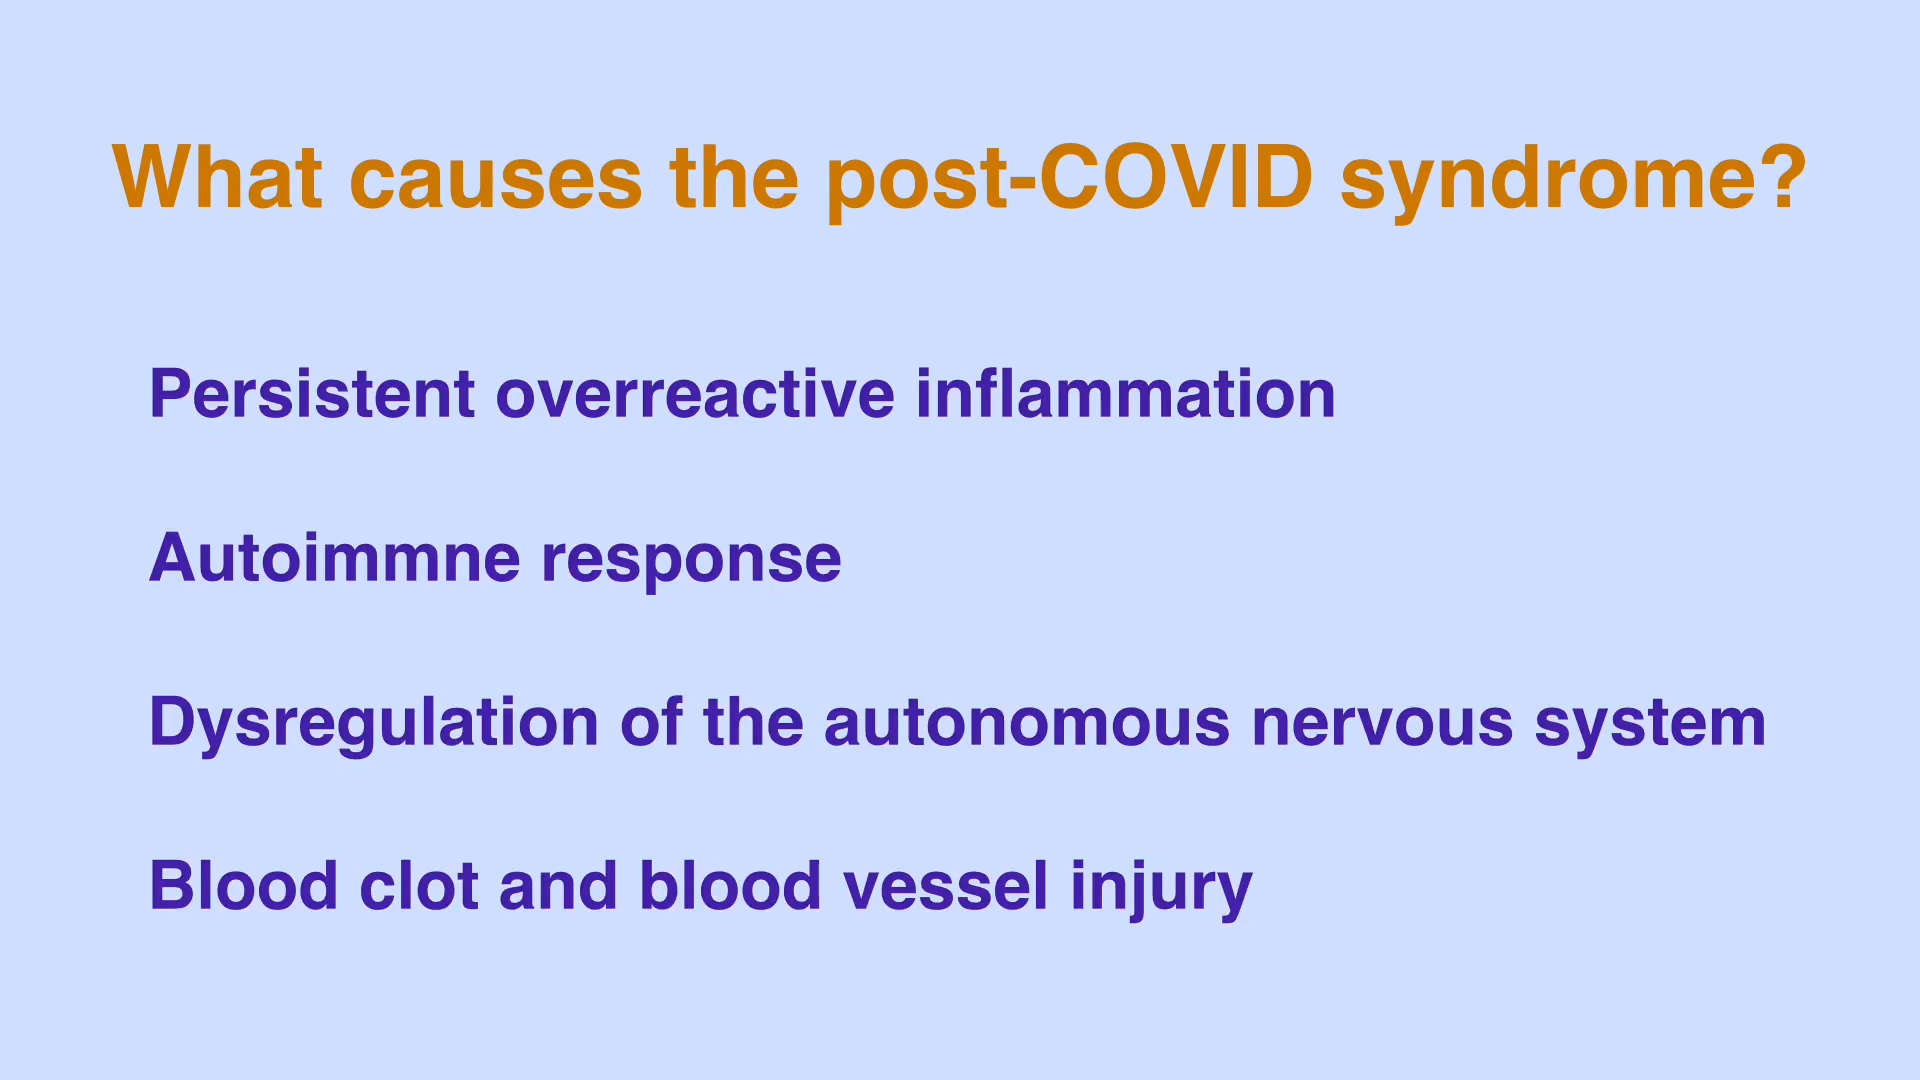 What causes the post-COVID syndrome?
Persistent overreactive inflammation
Autoimmne response
Dysregulation of the autonomous nervous system
Blood clot and blood vessel injury